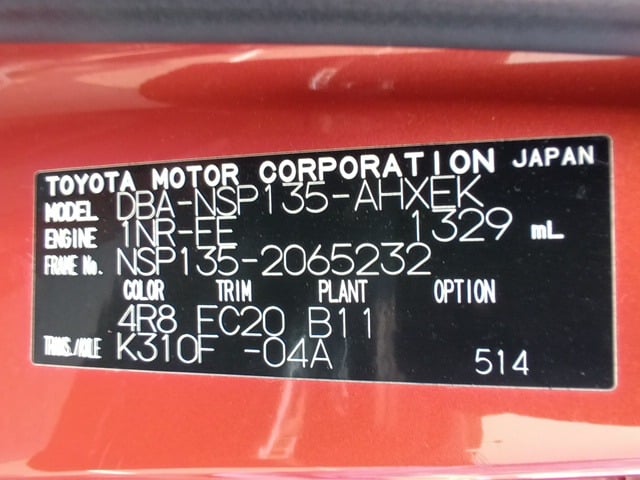 TOYOTA MOTOR CORPORATION JAPAN
MODEL DBA-NSP135-AHXEK
ENGINE 1NR-EE 1329 mL
FRAME No. NSP135-2065232
COLOR TRIM PLANT OPTION
4R8 FC20 B11
TRANS./AXLE K310F -04A
514